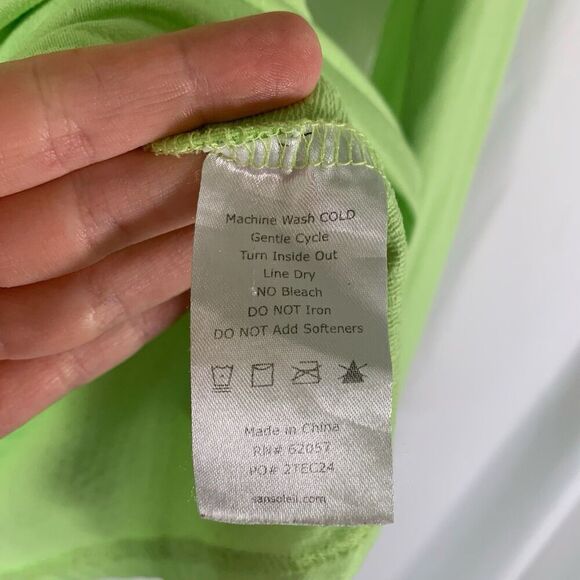 Machine Wash COLD
Gentle Cycle
Turn Inside Out
Line Dry
NO Bleach
DO NOT Iron
DO NOT Add Softeners
Made in China
RN# 62057
PO# 2TEC24
sansoleil.com